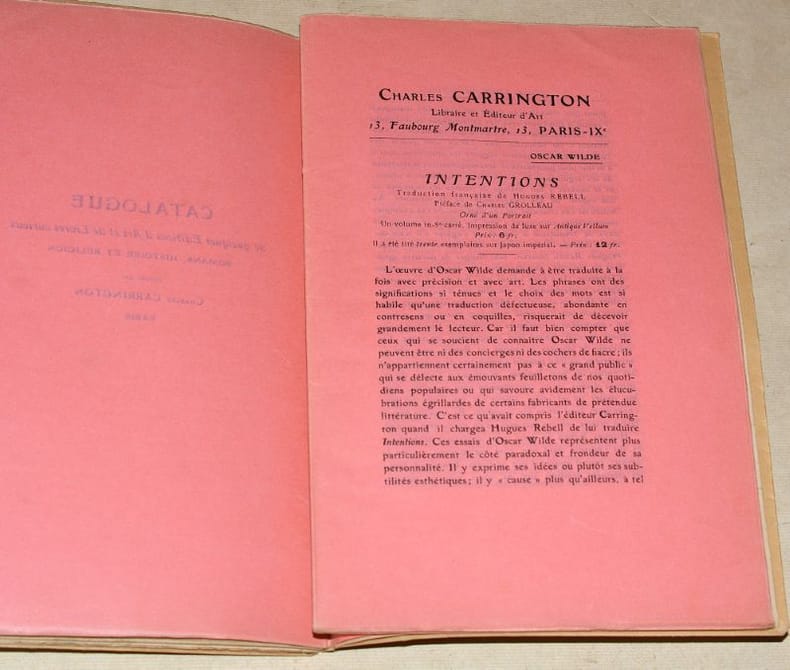 CATALOGUE
de quelques Éditions d'Art et de Livres curieux
ROMANS, HISTOIRE ET RELIGION
CHARLES CARRINGTON
PARIS
CHARLES CARRINGTON
Libraire et Éditeur d'Art
13, Faubourg Montmartre, 13, PARIS-IXe
OSCAR WILDE
INTENTIONS
Traduction française de HUGUES REBELL
Préface de CHARLES GROLLEAU
Orné d'un Portrait
Un volume in-8° carré. Impression de luxe sur Antique Vellum
Prix : 6 fr.
Il a été tiré trente exemplaires sur Japon impérial. — Prix : 12 fr.
L'œuvre d'Oscar Wilde demande à être traduite à la
fois avec précision et avec art. Les phrases ont des
significations si ténues et le choix des mots est si
habile qu'une traduction défectueuse, abondante en
contresens ou en coquilles, risquerait de décevoir
grandement le lecteur. Car il faut bien compter que
ceux qui se soucient de connaître Oscar Wilde ne
peuvent être ni des concierges ni des cochers de fiacre ; ils
n'appartiennent certainement pas à ce « grand public »
qui se délecte aux émouvants feuilletons de nos quoti-
diens populaires ou qui savoure avidement les élucu-
brations égrillardes de certains fabricants de prétendue
littérature. C'est ce qu'avait compris l'éditeur Carring-
ton quand il chargea Hugues Rebell de lui traduire
Intentions. Ces essais d'Oscar Wilde représentent plus
particulièrement le côté paradoxal et frondeur de sa
personnalité. Il y exprime ses idées ou plutôt ses sub-
tilités esthétiques ; il y « cause » plus qu'ailleurs, à tel